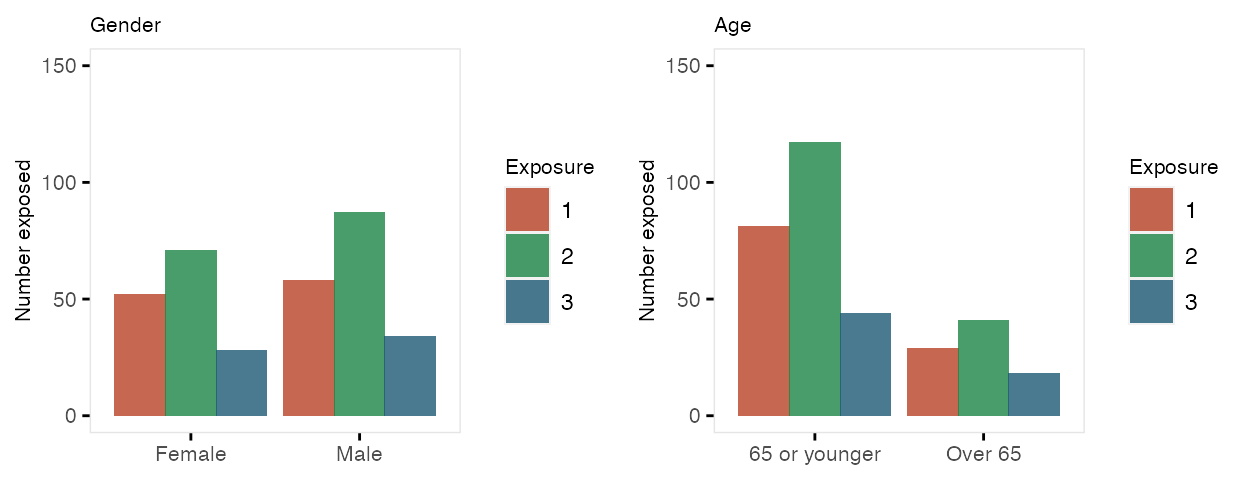 Gender
150
100
50
0
Number exposed
Female Male
Exposure
1
2
3
Age
150
100
50
0
Number exposed
65 or younger Over 65
Exposure
1
2
3